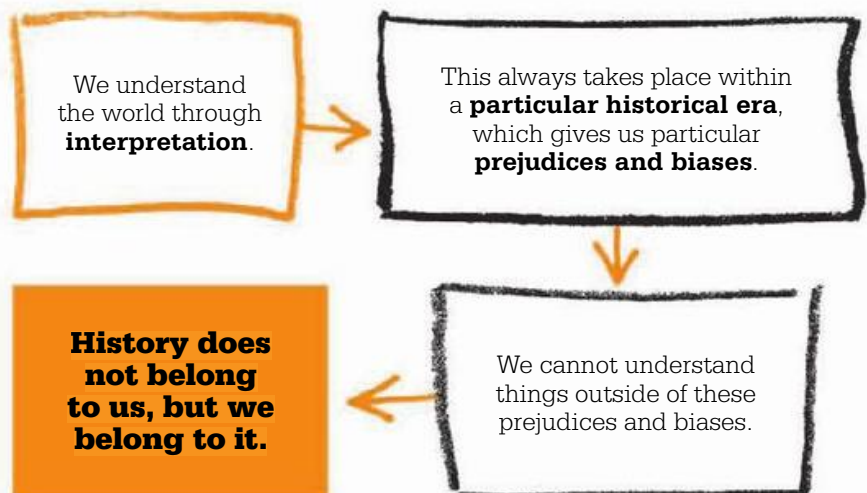 We understand
the world through
interpretation.
This always takes place within
a particular historical era,
which gives us particular
prejudices and biases.
We cannot understand
things outside of these
prejudices and biases.
History does
not belong
to us, but we
belong to it.